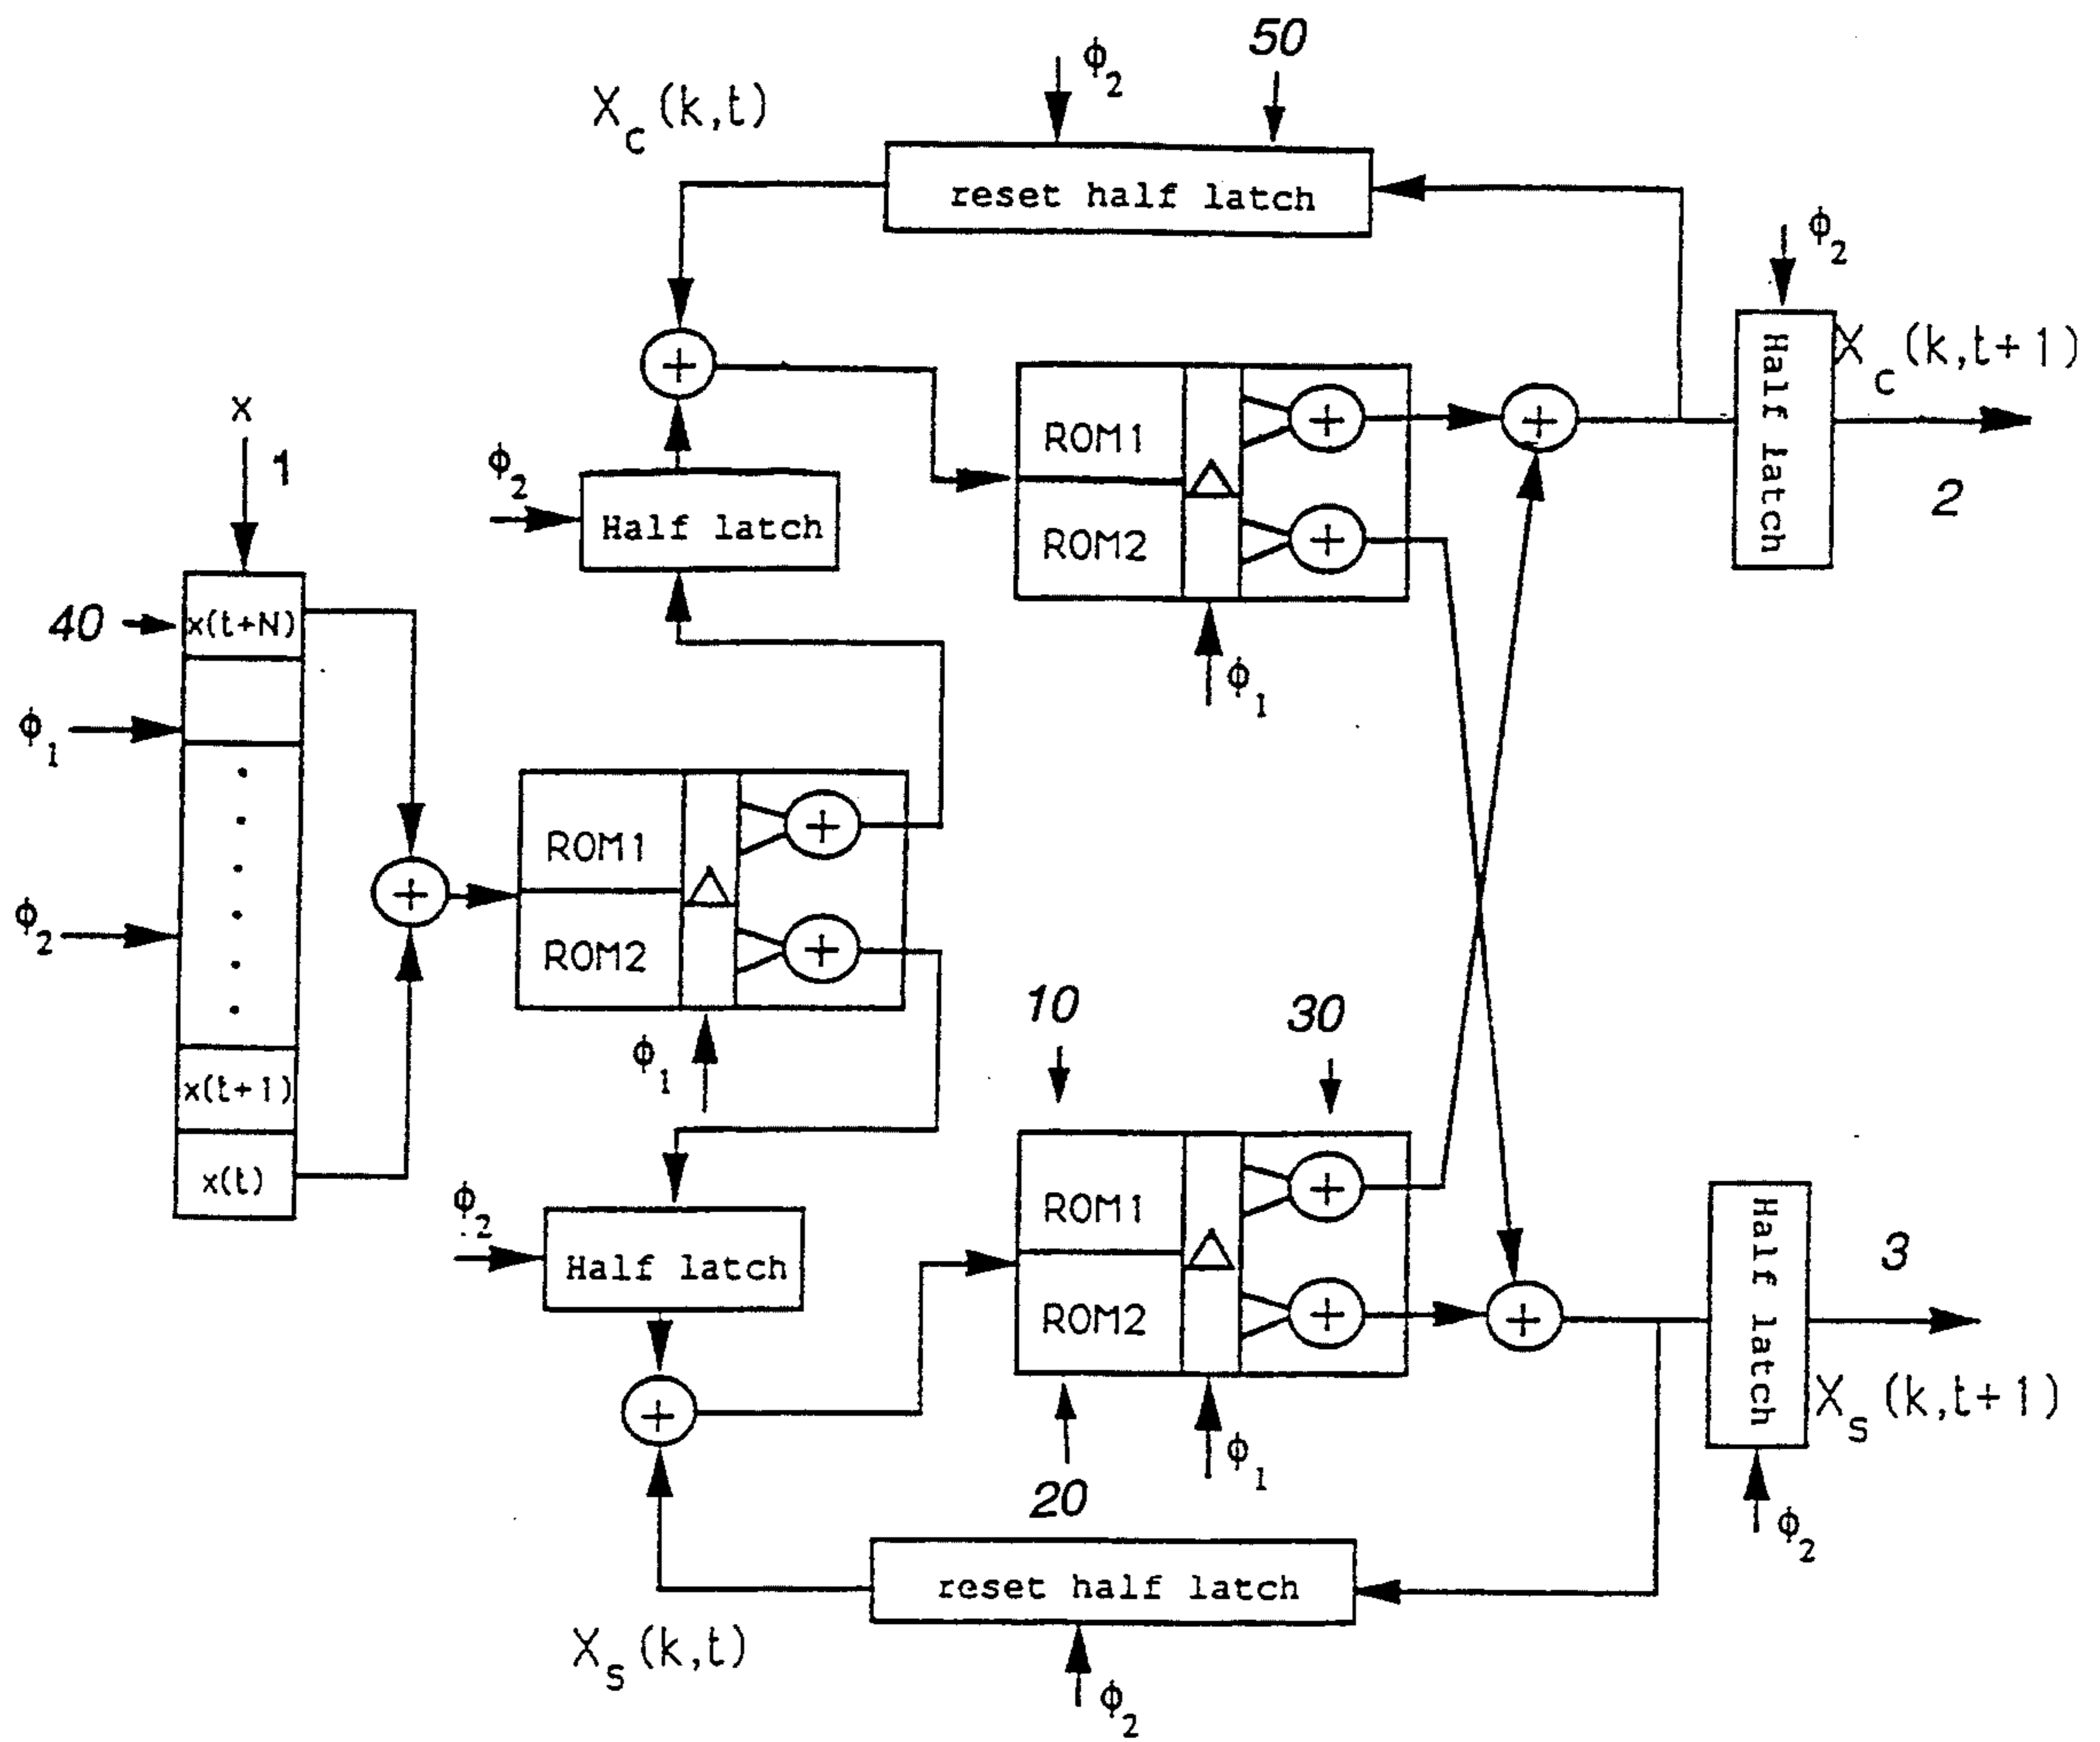 50
ϕ2
Xc(k,t)
reset half latch
ϕ2
Half latch
Xc(k,t+1)
2
x
1
ϕ2
Half latch
ROM1
ROM2
ϕ1
40
x(t+N)
ϕ1
ϕ2
x(t+1)
x(t)
ROM1
ROM2
ϕ1
10
30
ROM1
ROM2
ϕ1
20
ϕ2
Half latch
Half latch
3
Xs(k,t+1)
ϕ2
reset half latch
Xs(k,t)
ϕ2